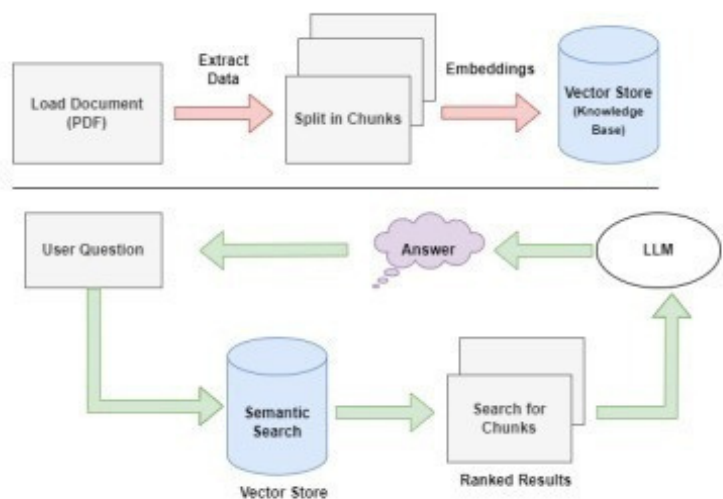 Load Document
(PDF)
Extract
Data
Split in Chunks
Embeddings
Vector Store
(Knowledge
Base)
User Question
Answer
LLM
Semantic
Search
Vector Store
Search for
Chunks
Ranked Results